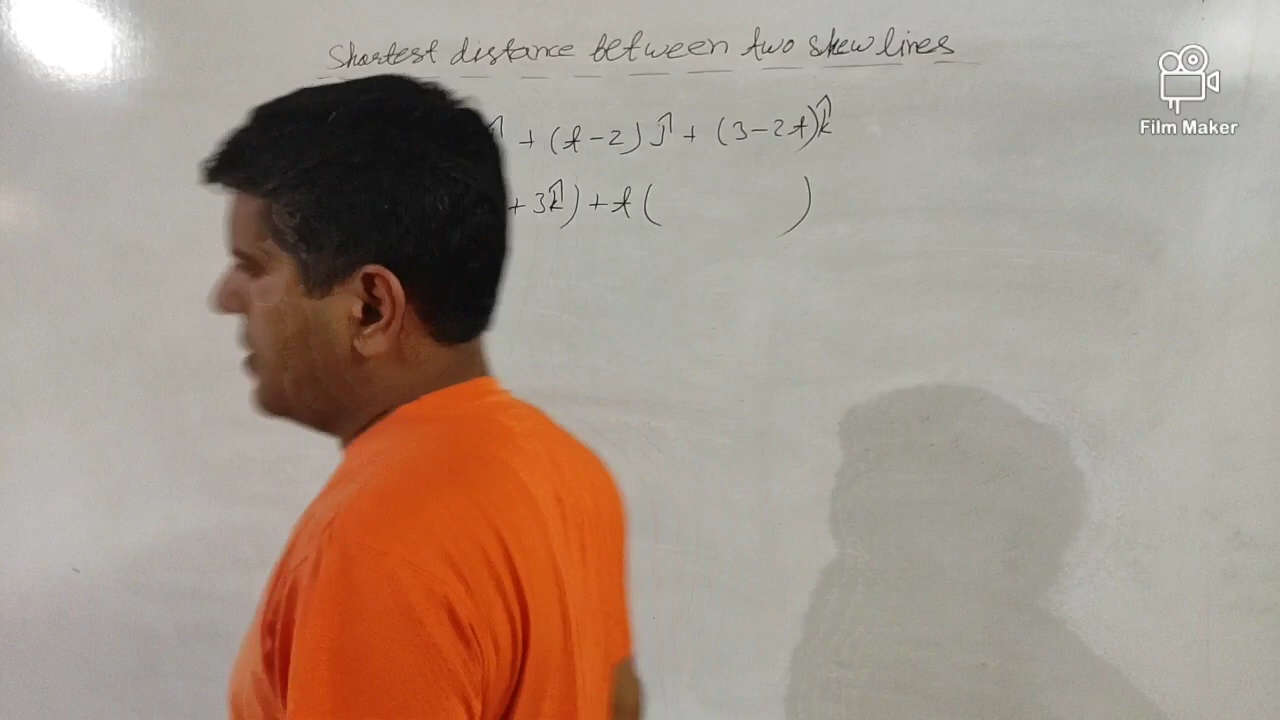 Shortest distance between two skew lines
+ (t-2) ĵ + (3-2t)k̂
+ 3k̂) + t (          )
Film Maker